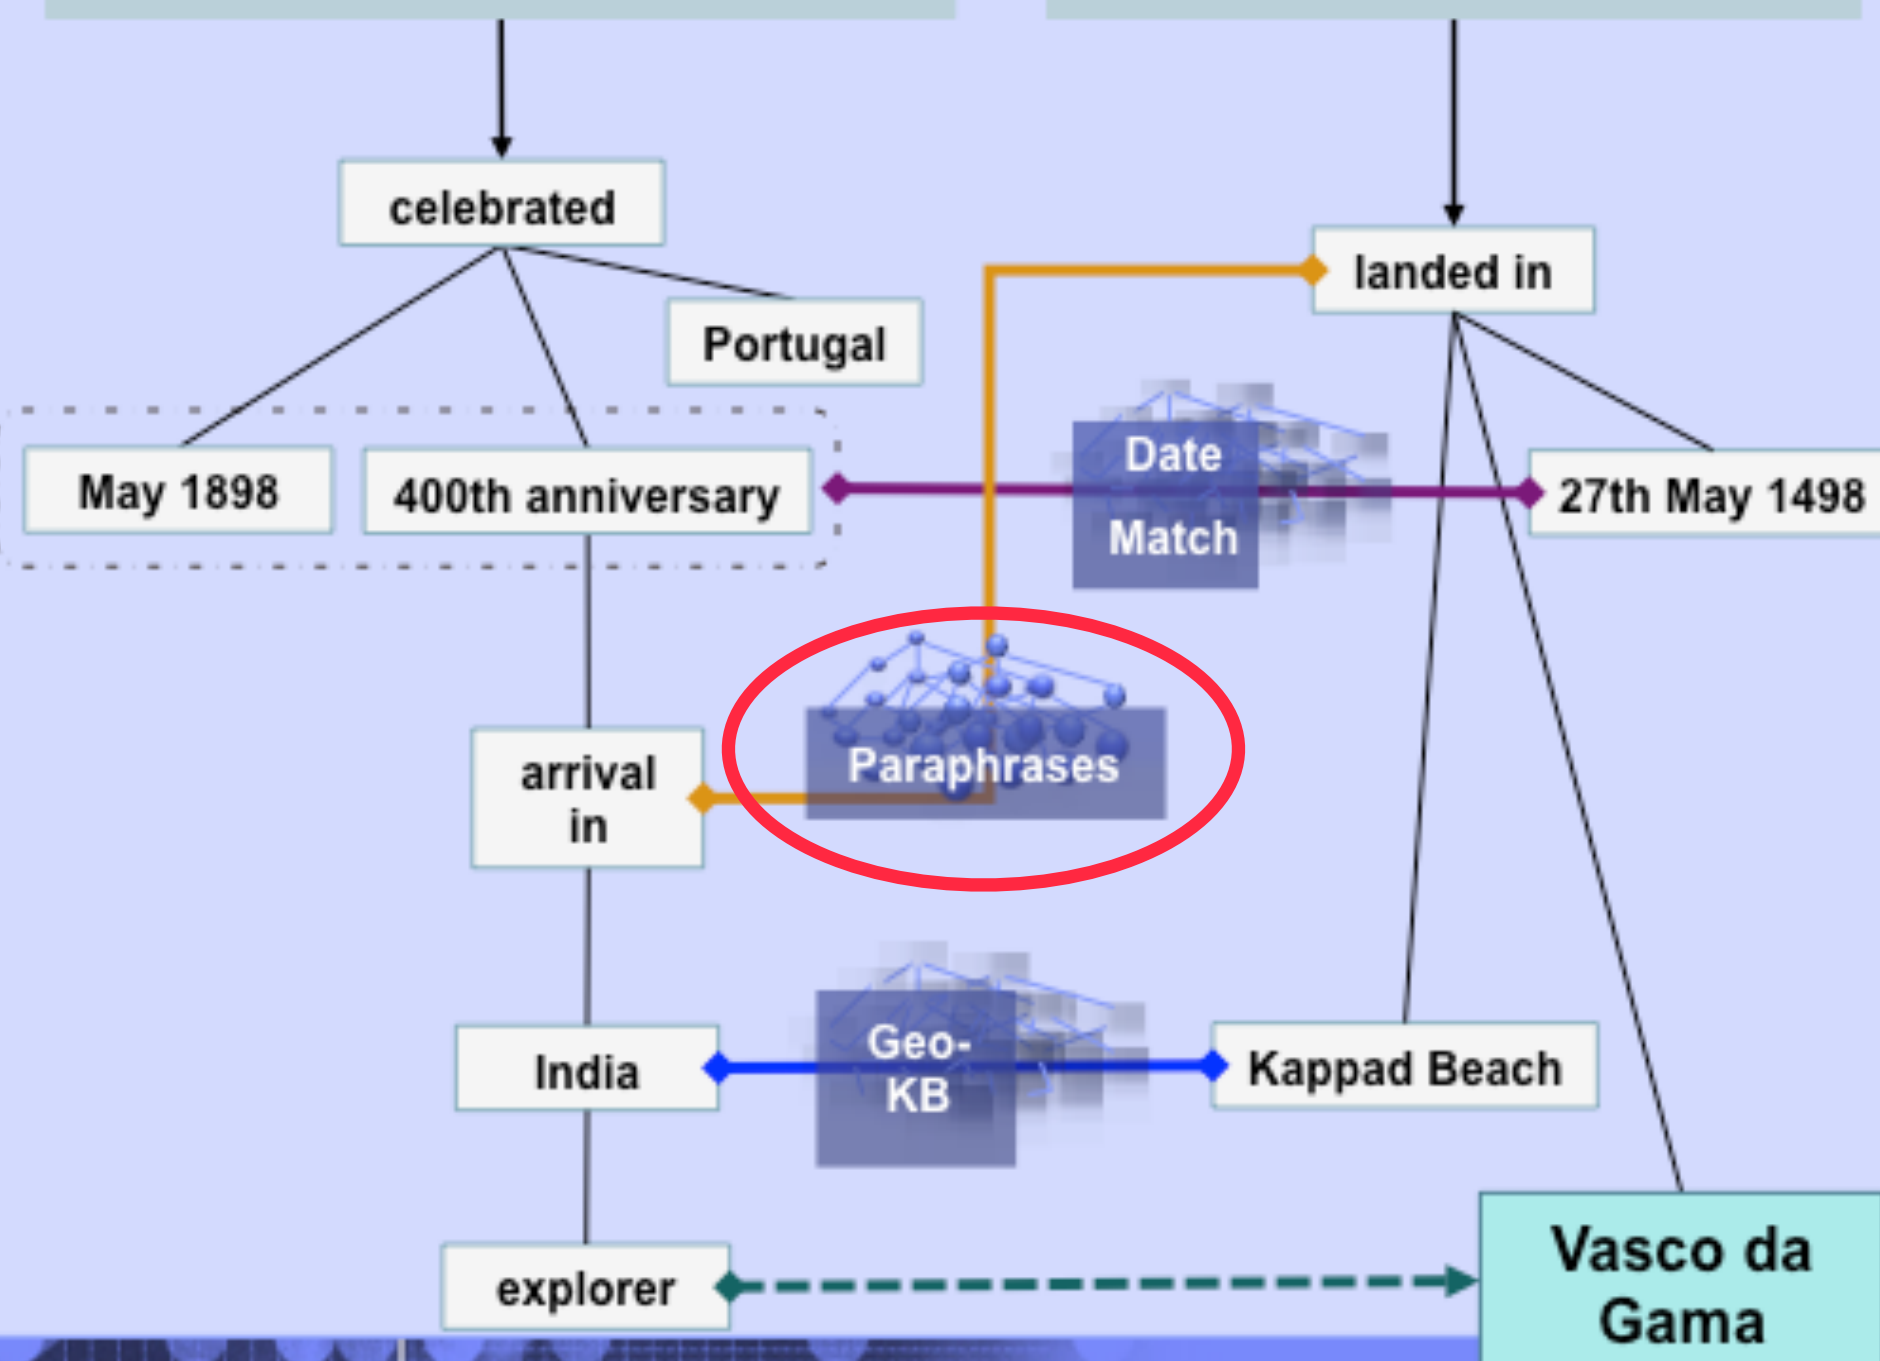 celebrated
landed in
Portugal
May 1898
400th anniversary
Date
Match
27th May 1498
Paraphrases
arrival
in
India
Geo-
KB
Kappad Beach
explorer
Vasco da
Gama